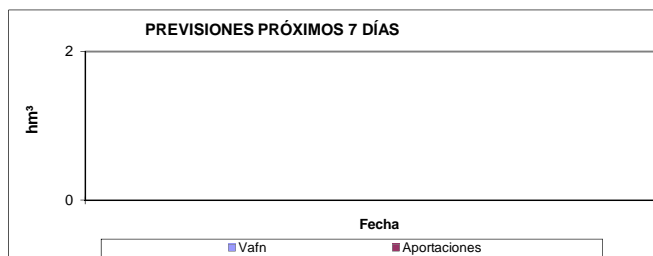 PREVISIONES PRÓXIMOS 7 DÍAS
2
hm³
0
Fecha
Vafn Aportaciones